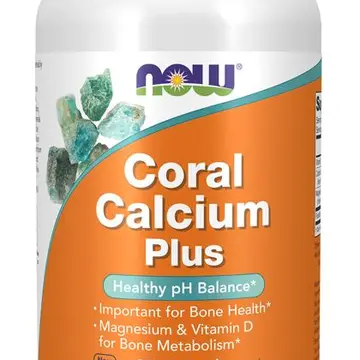 now
Coral
Calcium
Plus
Healthy pH Balance*
• Important for Bone Health*
• Magnesium & Vitamin D
for Bone Metabolism*